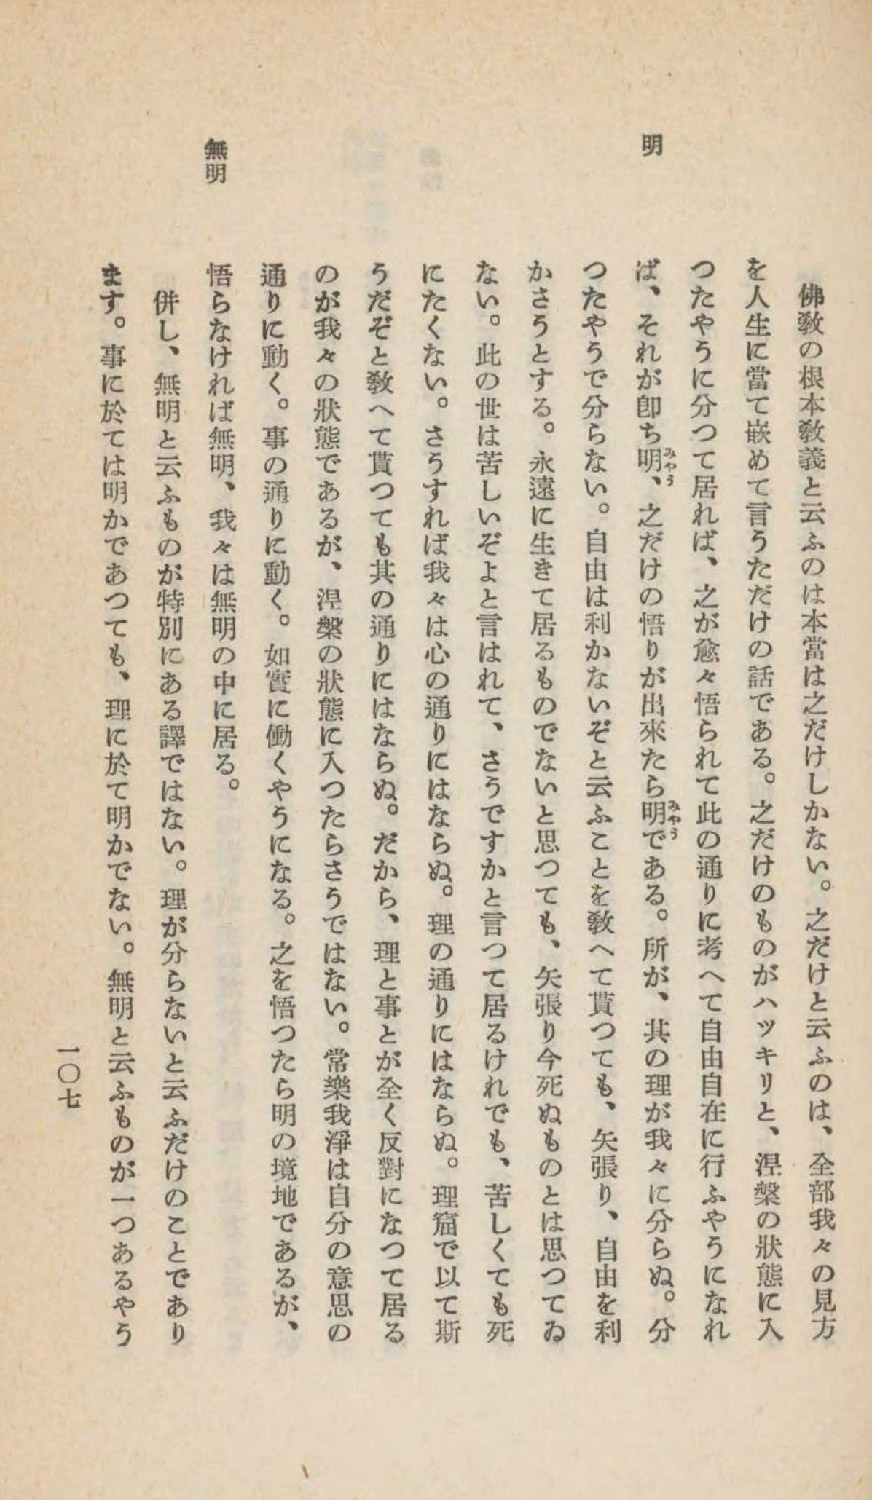 明
無明
佛敎の根本敎義と云ふのは本當は之だけしかない。之だけと云ふのは、全部我々の見方
を人生に當て嵌めて言うただけの話である。之だけのものがハッキリと、涅槃の狀態に入
つたやうに分つて居れば、之が愈々悟られて此の通りに考へて自由自在に行ふやうになれ
ば、それが卽ち明、之だけの悟りが出來たら明である。所が、其の理が我々に分らぬ。分
みやう
みやう
つたやうで分らない。自由は利かないぞと云ふことを敎へて貰つても、矢張り、自由を利
かさうとする。永遠に生きて居るものでないと思つても、矢張り今死ぬものとは思つてゐ
ない。此の世は苦しいぞよと言はれて、さうですかと言つて居るけれでも、苦しくても死
にたくない。さうすれば我々は心の通りにはならぬ。理の通りにはならぬ。理窟で以て斯
うだぞと敎へて貰つても其の通りにはならぬ。だから、理と事とが全く反對になつて居る
のが我々の狀態であるが、涅槃の狀態に入つたらさうではない。常樂我淨は自分の意思の
通りに動く。事の通りに動く。如實に働くやうになる。之を悟つたら明の境地であるが、
悟らなければ無明、我々は無明の中に居る。
併し、無明と云ふものが特別にある譯ではない。理が分らないと云ふだけのことであり
ます。事に於ては明かであつても、理に於て明かでない。無明と云ふものが一つあるやう
一〇七